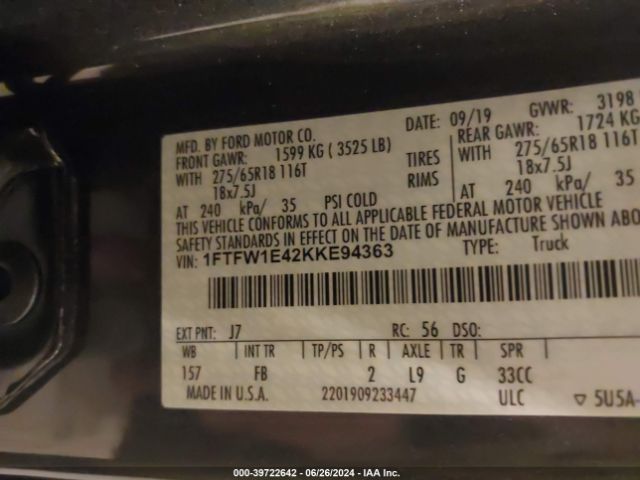 DATE: 09/19 GVWR: 3198
MFD. BY FORD MOTOR CO.
FRONT GAWR: 1599 KG ( 3525 LB) REAR GAWR: 1724 KG
WITH 275/65R18 116T TIRES WITH 275/65R18 116T
18x7.5J RIMS 18x7.5J
AT 240 kPa/ 35 PSI COLD AT 240 kPa/ 35
THIS VEHICLE CONFORMS TO ALL APPLICABLE FEDERAL MOTOR VEHICLE
SAFETY STANDARDS IN EFFECT ON THE DATE OF MANUFACTURE SHOWN
VIN: 1FTFW1E42KKE94363 TYPE: Truck
EXT PNT: J7 RC: 56 DSO:
WB INT TR TP/PS R AXLE TR SPR
157 FB 2 L9 G 33CC
MADE IN U.S.A. 2201909233447 ULC ▽ 5U5A-
000-39722642 - 06/26/2024 - IAA Inc.